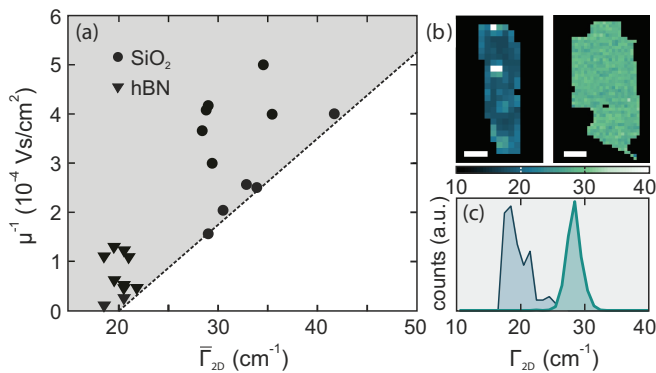 (a)
SiO₂
hBN
6
5
4
3
2
1
0
μ⁻¹ (10⁻⁴ Vs/cm²)
20
30
40
50
Γ̅₂D (cm⁻¹)
(b)
10 20 30 40
(c)
counts (a.u.)
10 20 30 40
Γ₂D (cm⁻¹)